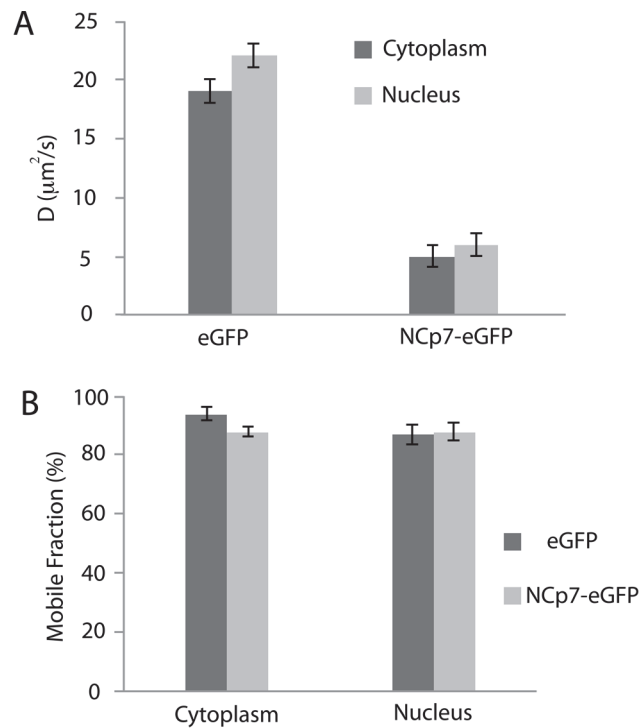 A
25
20
15
10
5
0
D (μm²/s)
Cytoplasm
Nucleus
eGFP
NCp7-eGFP
B
100
80
60
40
20
0
Mobile Fraction (%)
eGFP
NCp7-eGFP
Cytoplasm
Nucleus